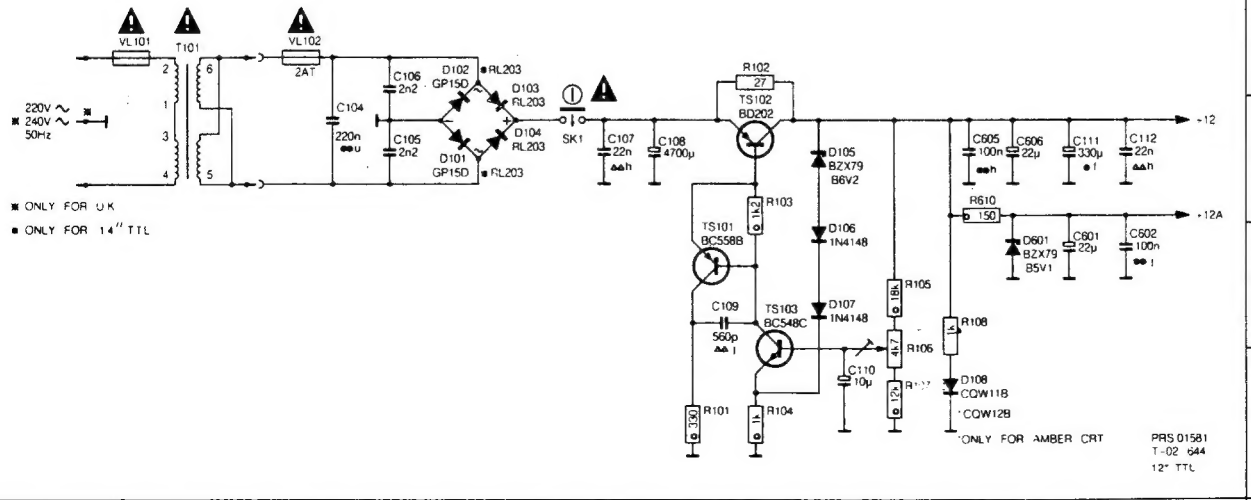 VL101
T101
VL102
2AT
2
6
1
3
4
5
220V ~
※ 240V ~ ※
50Hz
C104
220n
●●u
C106
2n2
C105
2n2
D102
GP15D
●RL203
D103
RL203
D104
RL203
D101
GP15D
●RL203
~
-
+
~
①
SK1
C107
22n
△△h
C108
4700µ
R102
27
TS102
BD202
D105
BZX79
B6V2
R103
1k2
TS101
BC558B
D106
1N4148
C109
560p
TS103
BC548C
D107
1N4148
R101
330
R104
1k
C110
10µ
R105
18k
R106
4k7
R107
12k
C605
100n
●●h
C606
22µ
C111
330µ
● f
C112
22n
△△h
+12
R610
150
+12A
D601
BZX79
B5V1
C601
22µ
C602
100n
R108
1k
D108
CQW11B
'CQW12B
'ONLY FOR AMBER CRT
※ ONLY FOR U K
■ ONLY FOR 14" TTL
PRS 01581
T-02 644
12" TTL